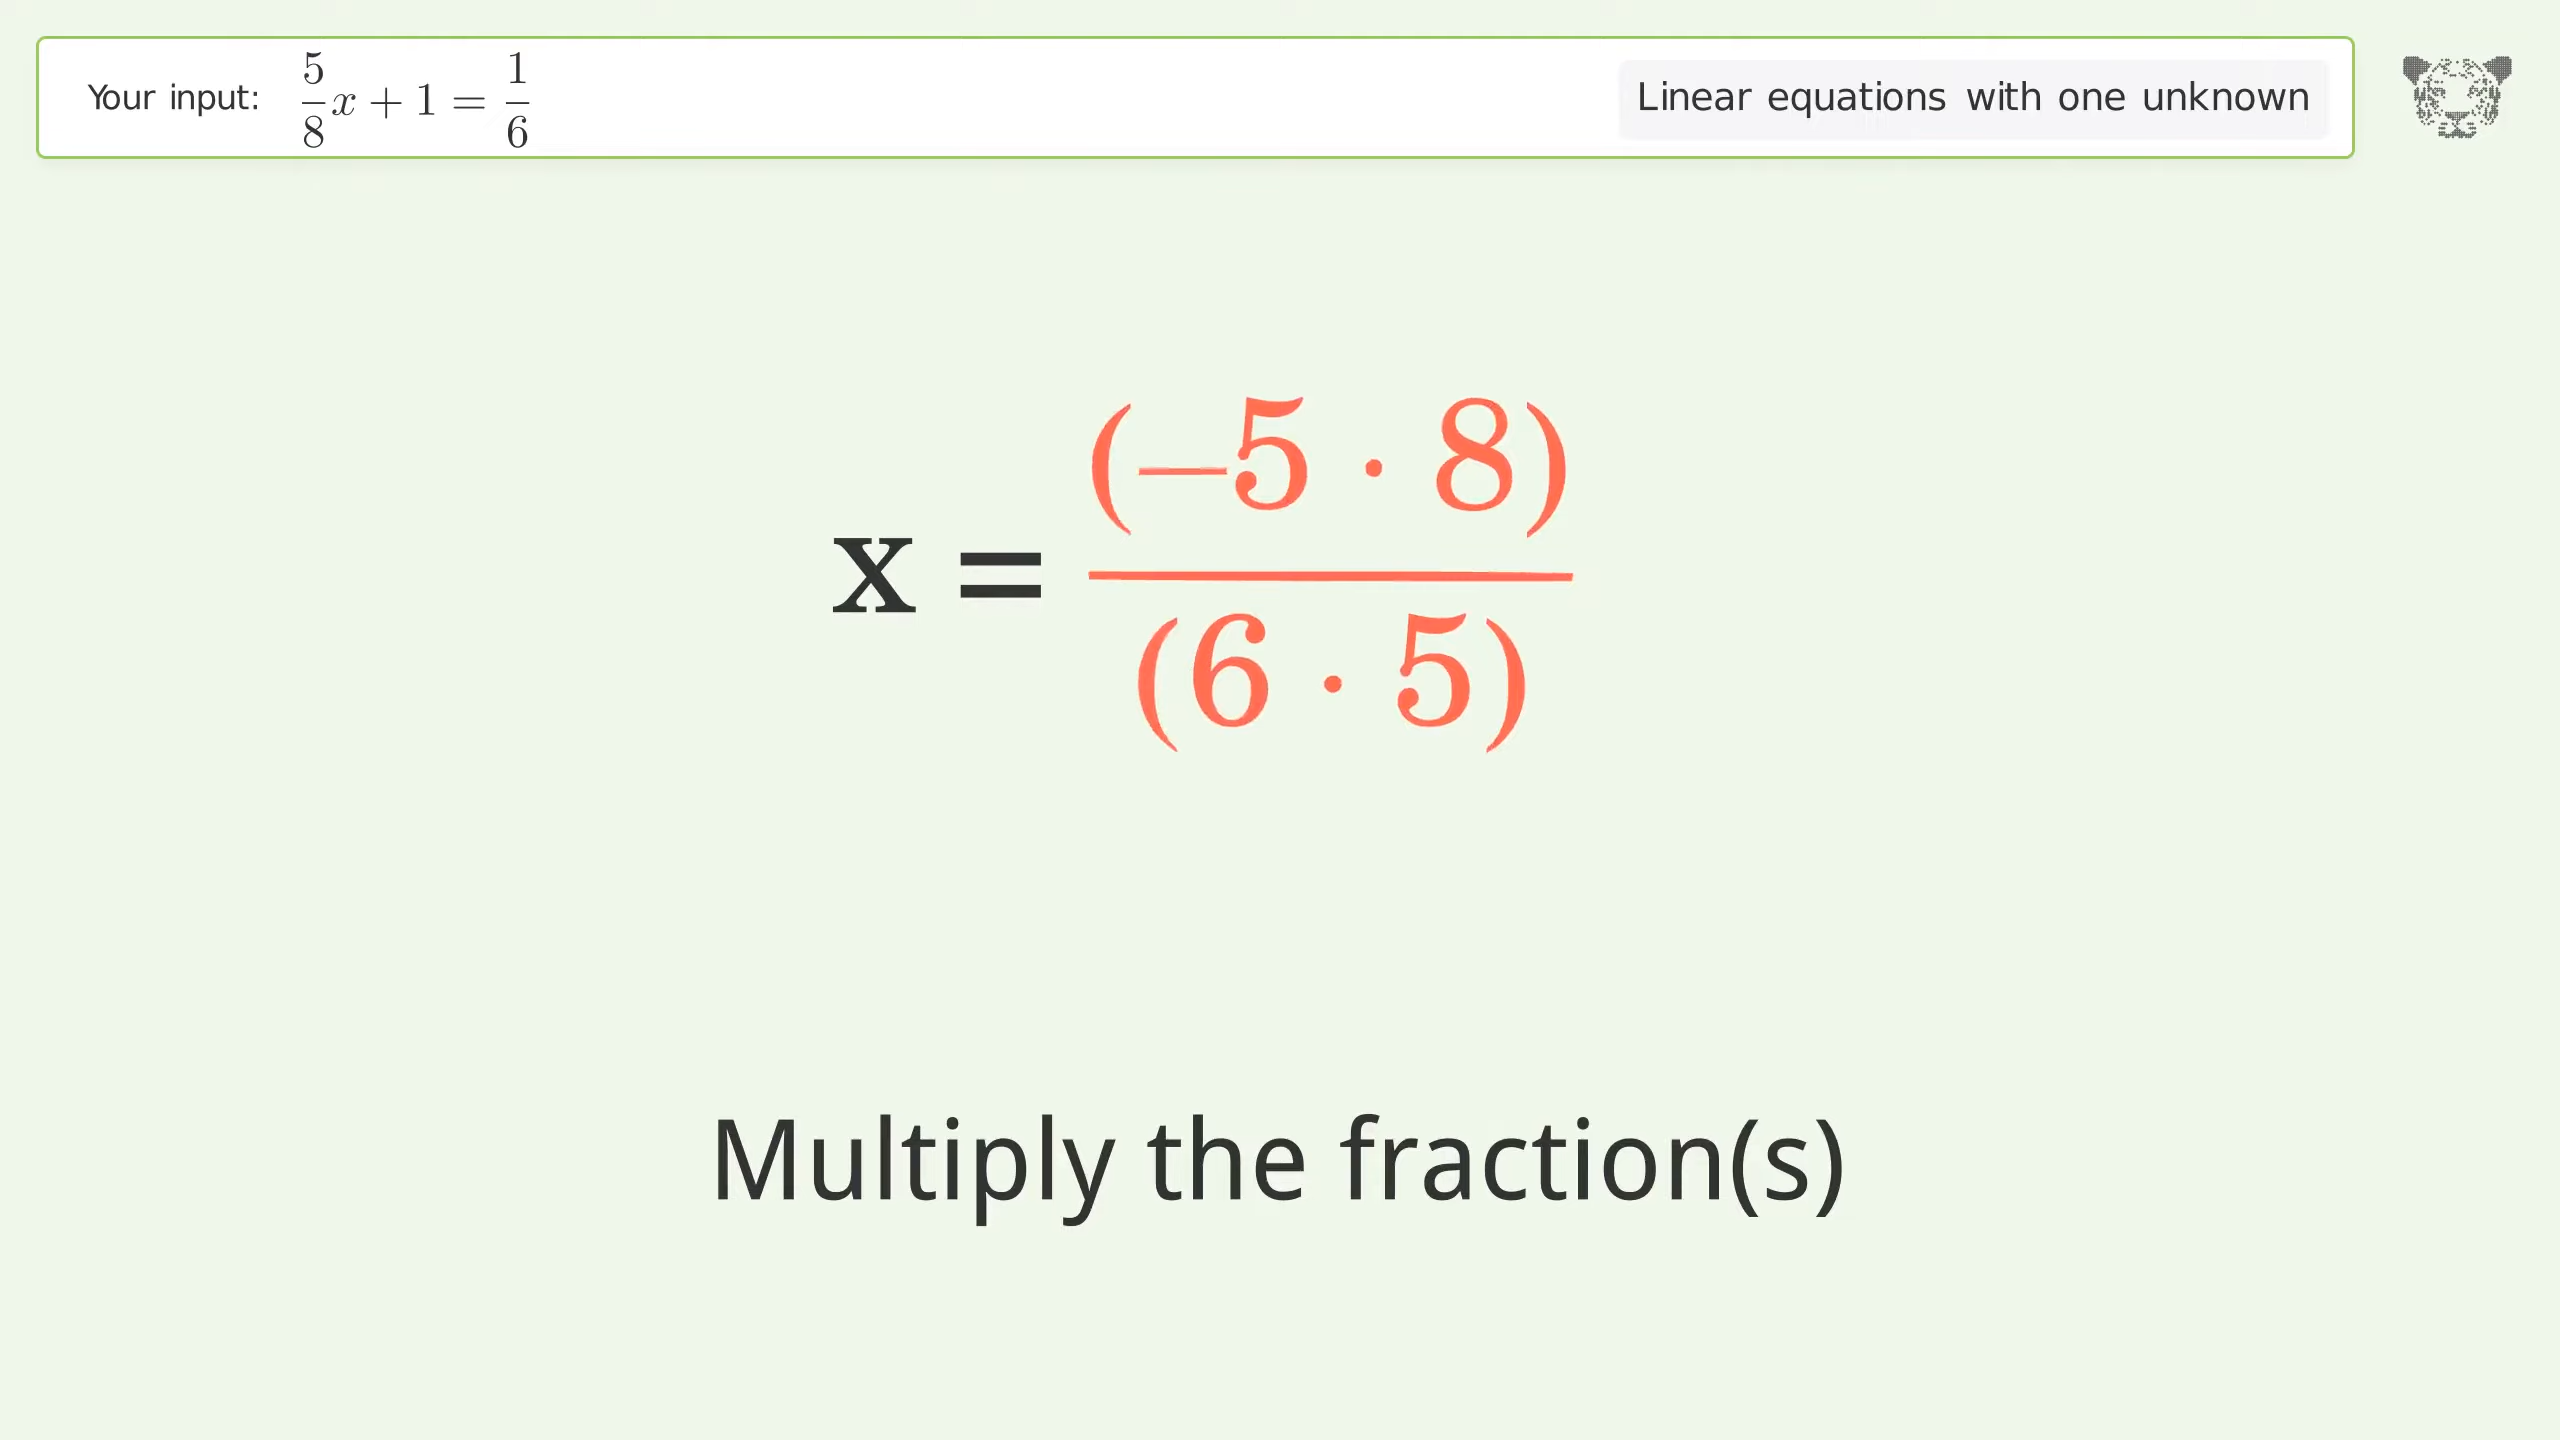 Your input: 5/8x + 1 = 1/6
Linear equations with one unknown
x = (–5 · 8)/(6 · 5)
Multiply the fraction(s)